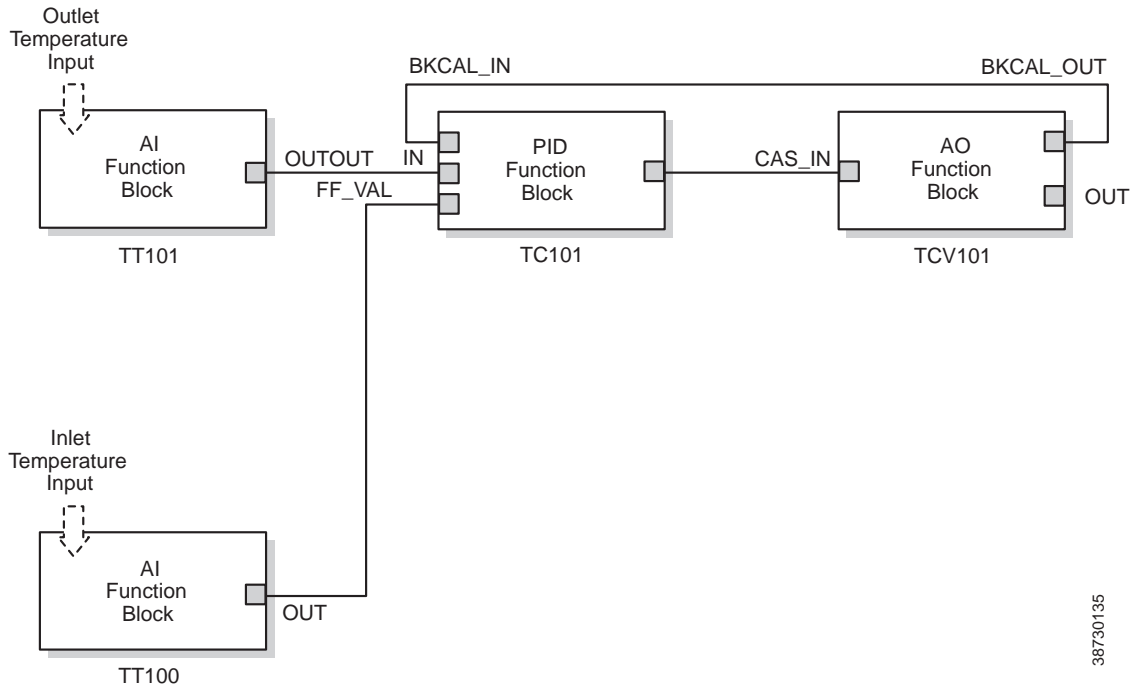 Outlet
Temperature
Input
BKCAL_IN
BKCAL_OUT
AI
Function
Block
OUTOUT
IN
FF_VAL
PID
Function
Block
CAS_IN
AO
Function
Block
OUT
TT101
TC101
TCV101
Inlet
Temperature
Input
AI
Function
Block
OUT
TT100
38730135